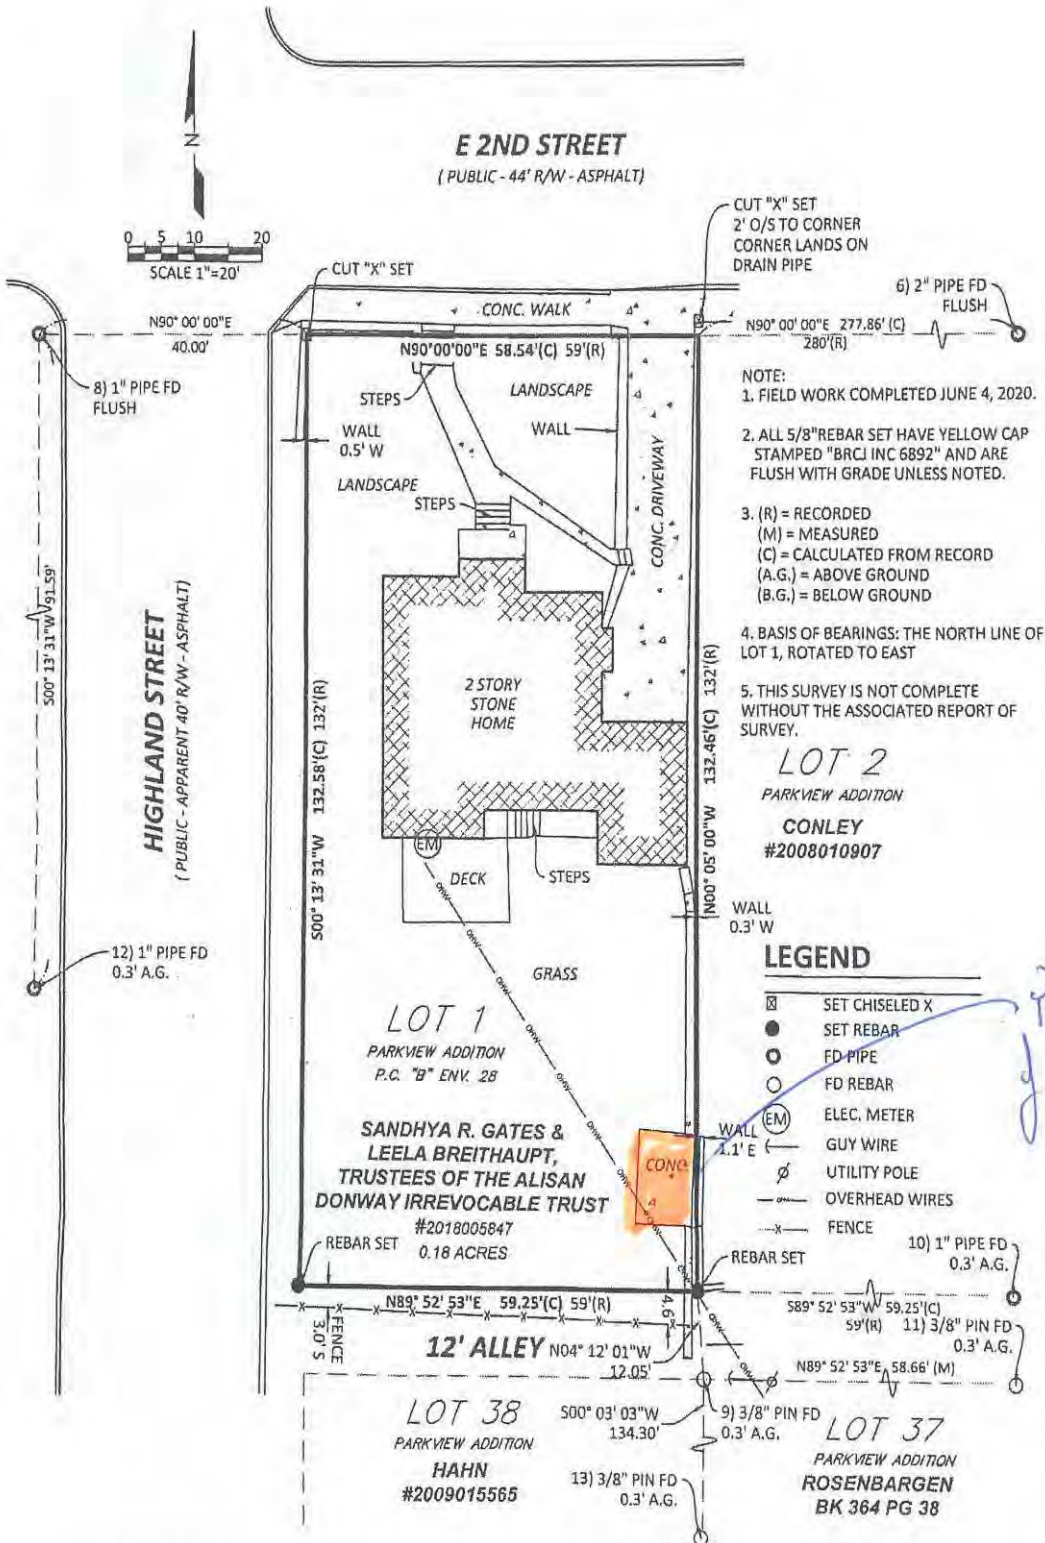 E 2ND STREET
( PUBLIC - 44' R/W - ASPHALT)
N
0 5 10 20
SCALE 1"=20'
CUT "X" SET
CUT "X" SET
2' O/S TO CORNER
CORNER LANDS ON
DRAIN PIPE
6) 2" PIPE FD
FLUSH
CONC. WALK
N90° 00' 00"E
40.00'
N90°00'00"E 58.54'(C) 59'(R)
N90° 00' 00"E 277.86' (C)
280'(R)
8) 1" PIPE FD
FLUSH
STEPS
LANDSCAPE
WALL
0.5' W
WALL
LANDSCAPE
STEPS
CONC. DRIVEWAY
NOTE:
1. FIELD WORK COMPLETED JUNE 4, 2020.
2. ALL 5/8"REBAR SET HAVE YELLOW CAP
STAMPED "BRCJ INC 6892" AND ARE
FLUSH WITH GRADE UNLESS NOTED.
3. (R) = RECORDED
(M) = MEASURED
(C) = CALCULATED FROM RECORD
(A.G.) = ABOVE GROUND
(B.G.) = BELOW GROUND
4. BASIS OF BEARINGS: THE NORTH LINE OF
LOT 1, ROTATED TO EAST
5. THIS SURVEY IS NOT COMPLETE
WITHOUT THE ASSOCIATED REPORT OF
SURVEY.
S00° 13' 31"W 91.59'
HIGHLAND STREET
( PUBLIC - APPARENT 40' R/W - ASPHALT)
S00° 13' 31"W 132.58'(C) 132'(R)
2 STORY
STONE
HOME
N00° 05' 00"W 132.46'(C) 132'(R)
LOT 2
PARKVIEW ADDITION
CONLEY
#2008010907
EM
DECK
STEPS
WALL
0.3' W
12) 1" PIPE FD
0.3' A.G.
GRASS
OHW
OHW
OHW
OHW
OHW
OHW
OHW
OHW
LOT 1
PARKVIEW ADDITION
P.C. "B" ENV. 28
SANDHYA R. GATES &
LEELA BREITHAUPT,
TRUSTEES OF THE ALISAN
DONWAY IRREVOCABLE TRUST
#2018005847
0.18 ACRES
CONC.
WALL
1.1' E
LEGEND
SET CHISELED X
SET REBAR
FD PIPE
FD REBAR
EM ELEC. METER
GUY WIRE
UTILITY POLE
OHW OVERHEAD WIRES
X FENCE
REBAR SET
REBAR SET
10) 1" PIPE FD
0.3' A.G.
N89° 52' 53"E 59.25'(C) 59'(R)
4.6'
S89° 52' 53"W 59.25'(C)
59'(R)
11) 3/8" PIN FD
0.3' A.G.
FENCE
3.0' S
12' ALLEY
N04° 12' 01"W
12.05'
N89° 52' 53"E 58.66' (M)
LOT 38
PARKVIEW ADDITION
HAHN
#2009015565
S00° 03' 03"W
134.30'
9) 3/8" PIN FD
0.3' A.G.
13) 3/8" PIN FD
0.3' A.G.
LOT 37
PARKVIEW ADDITION
ROSENBARGEN
BK 364 PG 38